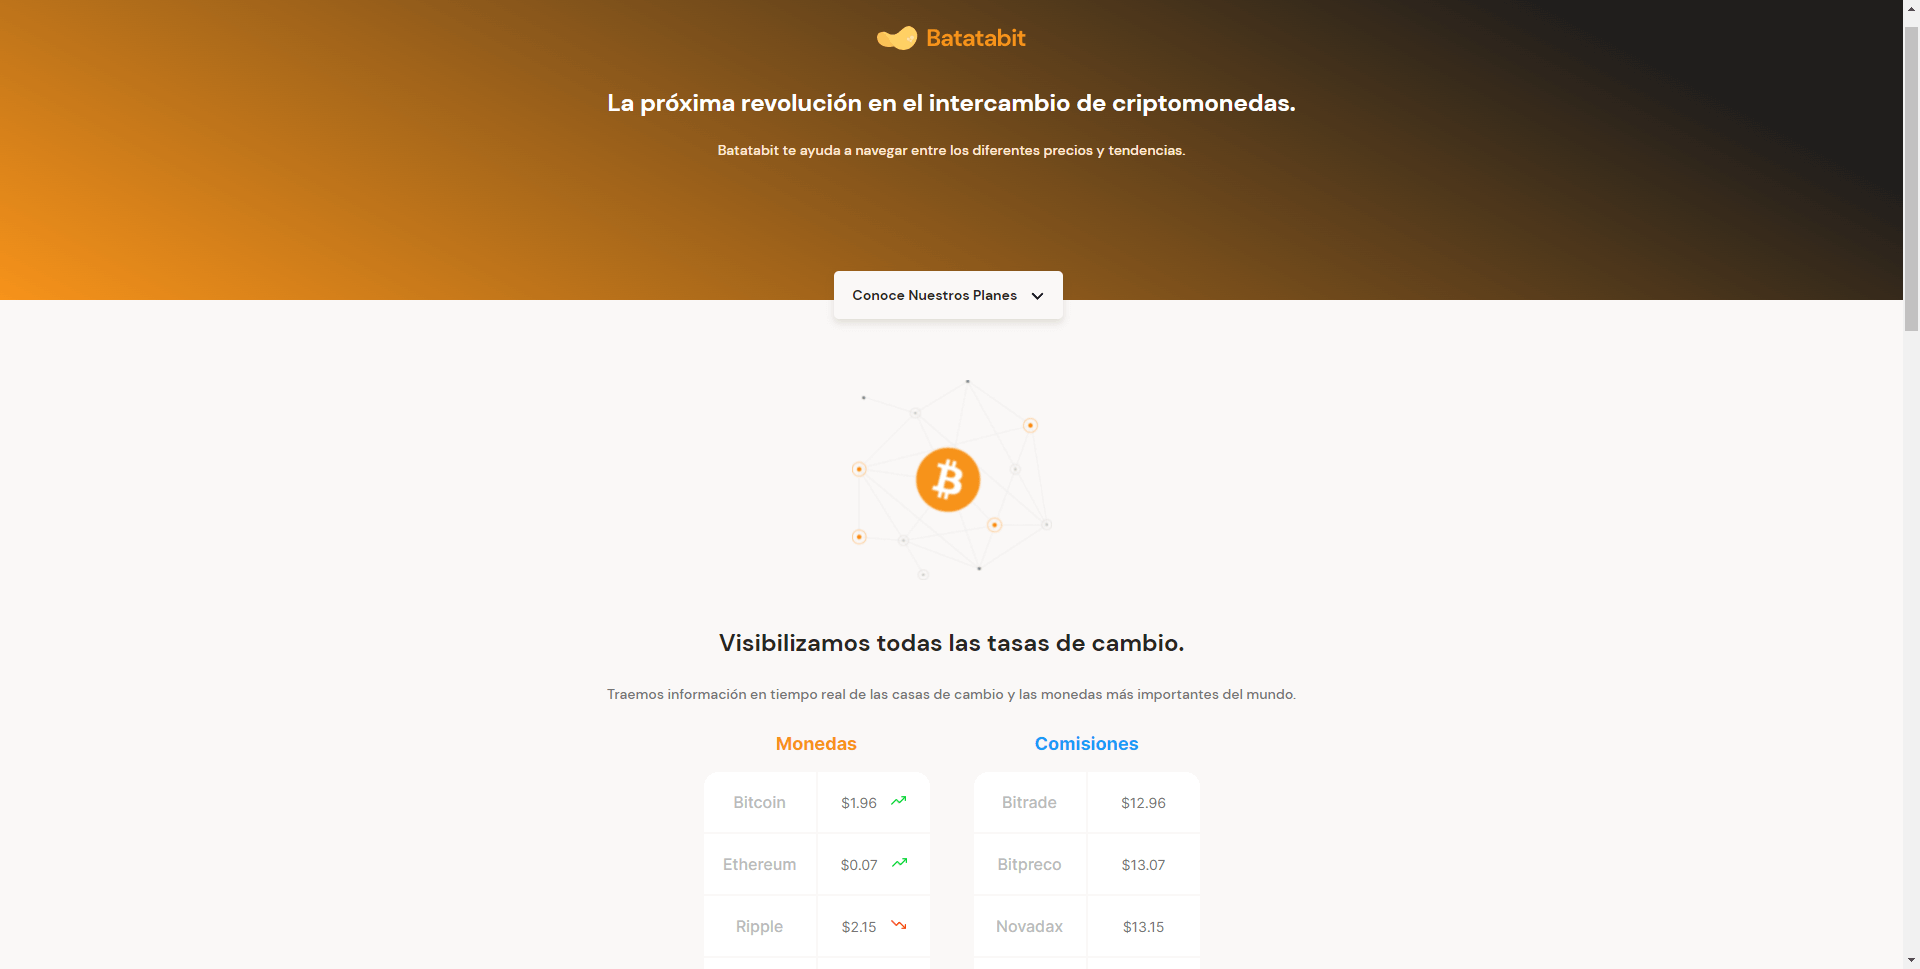 Batatabit
La próxima revolución en el intercambio de criptomonedas.
Batatabit te ayuda a navegar entre los diferentes precios y tendencias.
Conoce Nuestros Planes
Visibilizamos todas las tasas de cambio.
Traemos información en tiempo real de las casas de cambio y las monedas más importantes del mundo.
Monedas
Bitcoin $1.96
Ethereum $0.07
Ripple $2.15
Comisiones
Bitrade $12.96
Bitpreco $13.07
Novadax $13.15